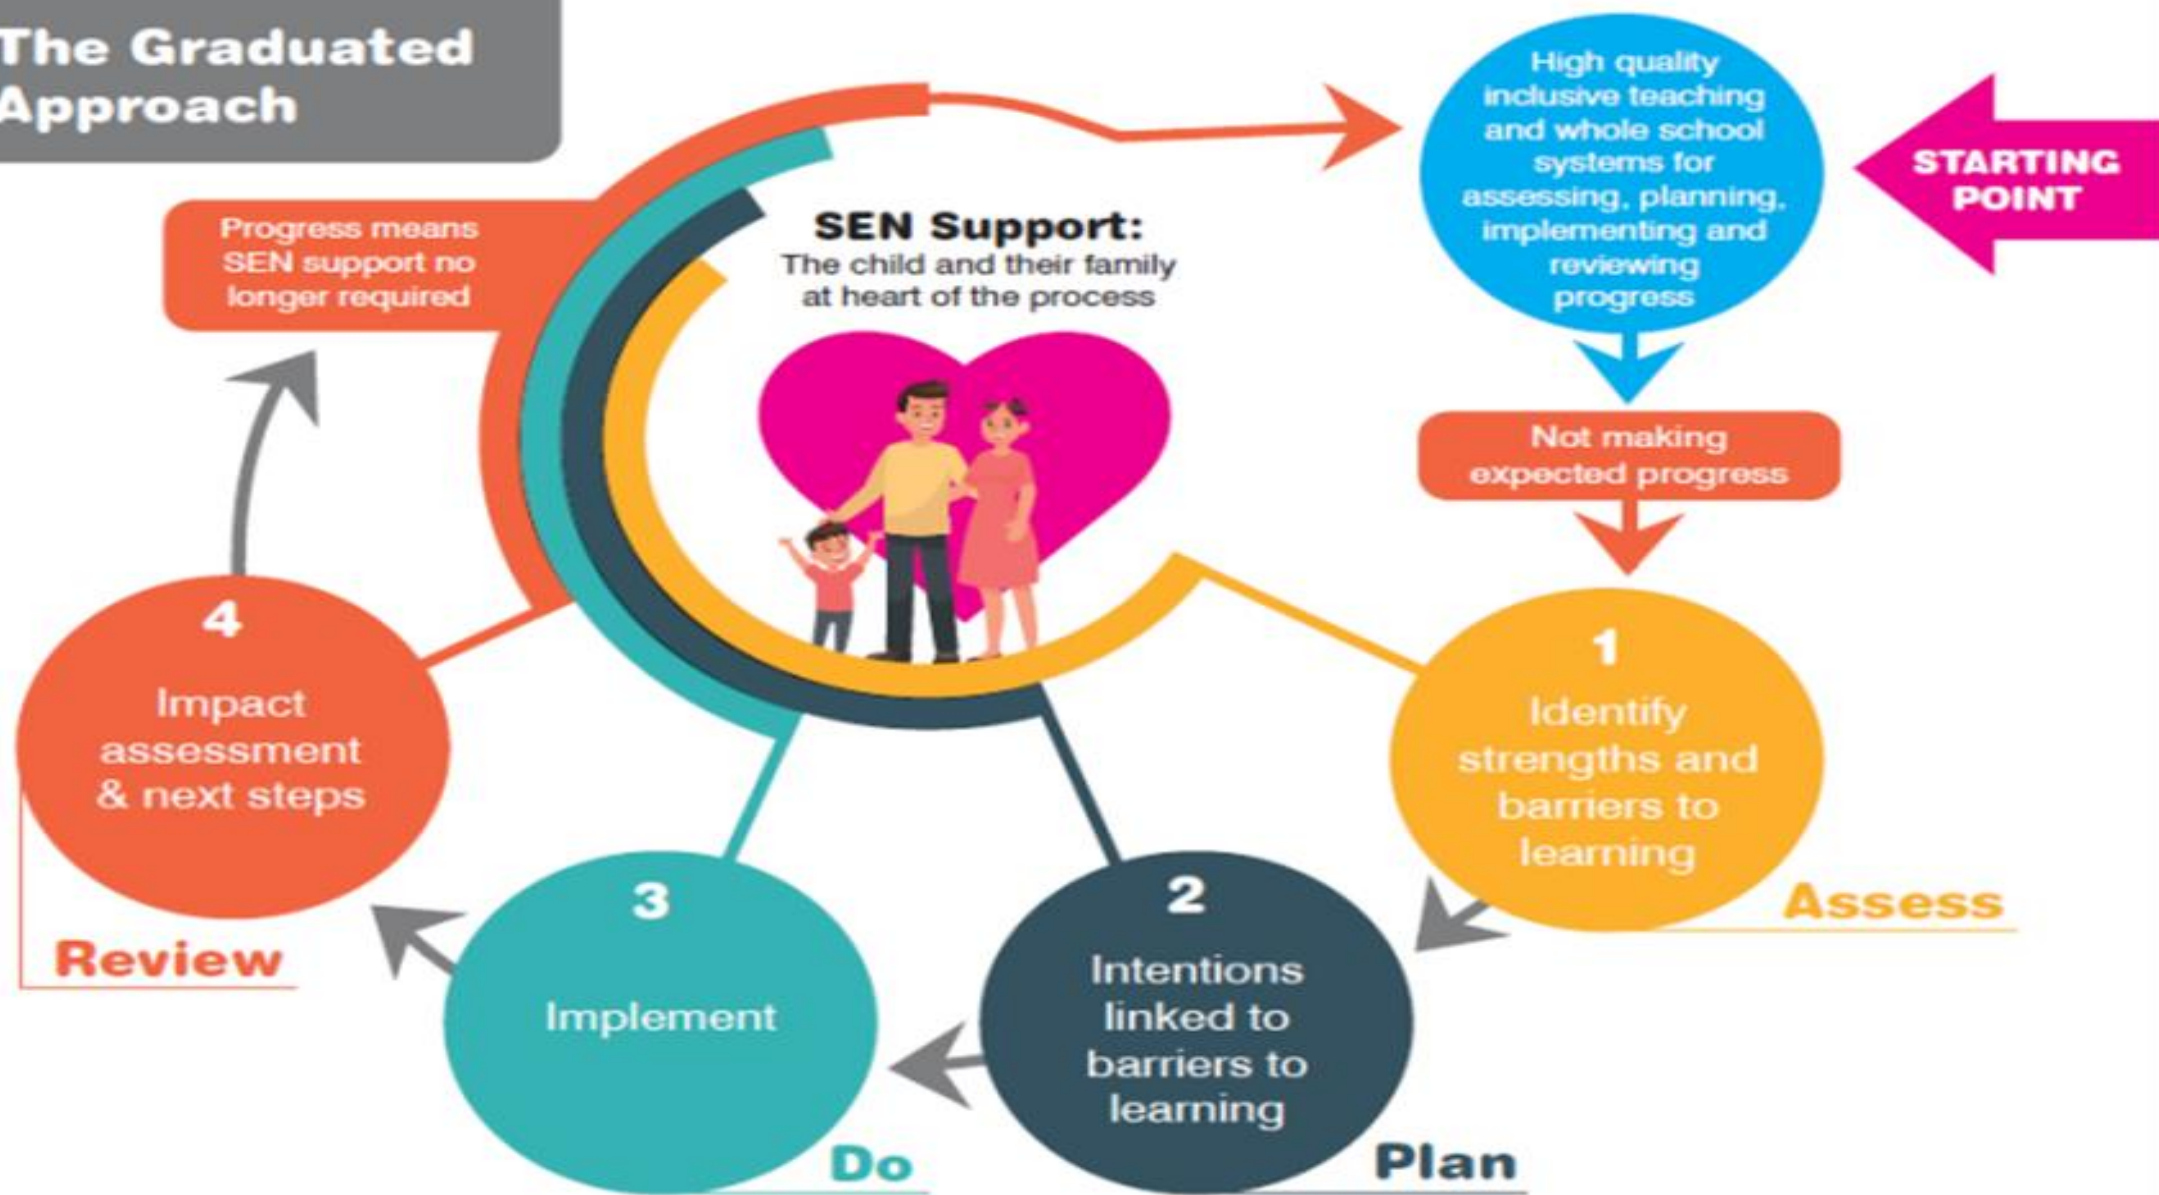 The Graduated
Approach
High quality
inclusive teaching
and whole school
systems for
assessing, planning,
implementing and
reviewing
progress
STARTING
POINT
Progress means
SEN support no
longer required
SEN Support:
The child and their family
at heart of the process
Not making
expected progress
1
Identify
strengths and
barriers to
learning
Assess
2
Intentions
linked to
barriers to
learning
Plan
3
Implement
Do
4
Impact
assessment
& next steps
Review